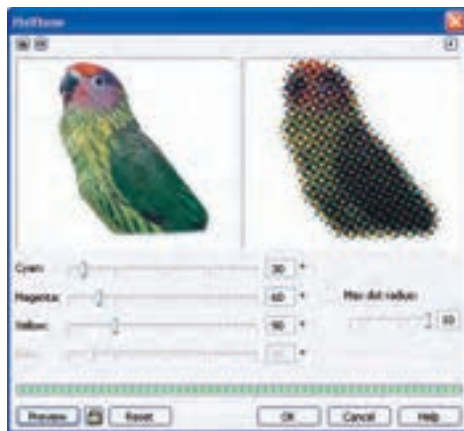 Halftone
Cyan: 30 °
Magenta: 60 °
Yellow: 90 °
Max dot radius:
10
Preview Reset OK Cancel Help